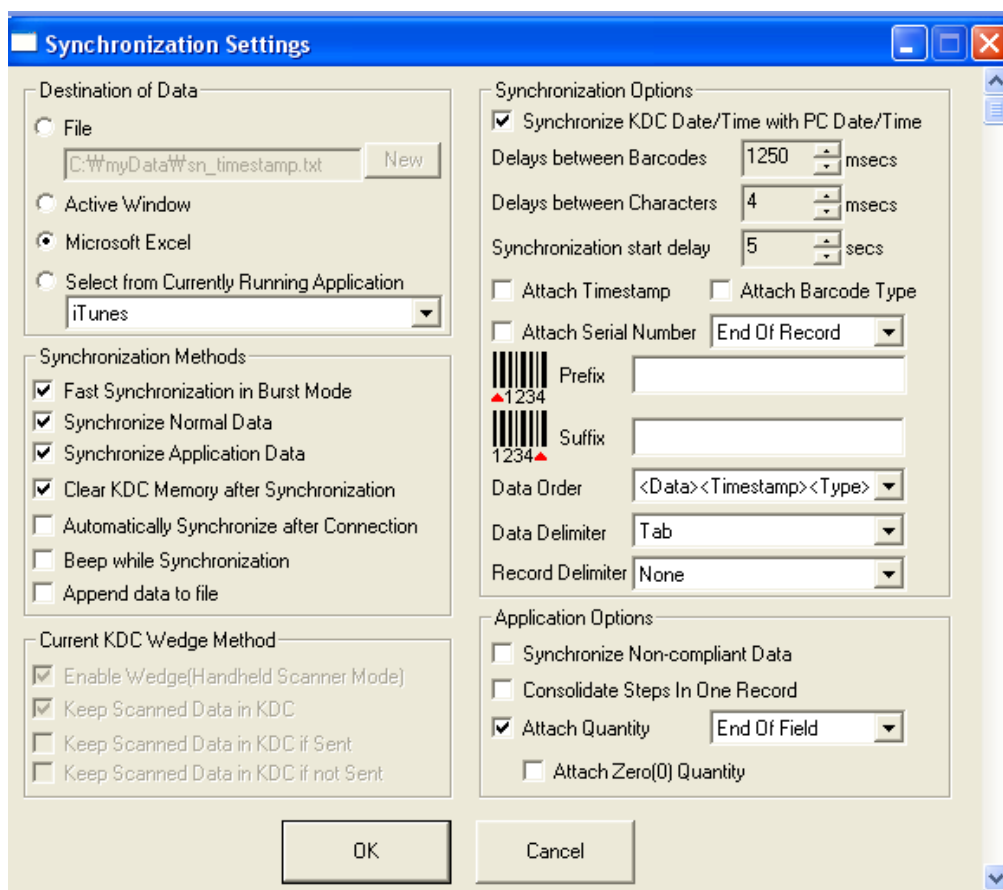 Synchronization Settings
Destination of Data
File
C:₩myData₩sn_timestamp.txt New
Active Window
Microsoft Excel
Select from Currently Running Application
iTunes
Synchronization Methods
Fast Synchronization in Burst Mode
Synchronize Normal Data
Synchronize Application Data
Clear KDC Memory after Synchronization
Automatically Synchronize after Connection
Beep while Synchronization
Append data to file
Current KDC Wedge Method
Enable Wedge(Handheld Scanner Mode)
Keep Scanned Data in KDC
Keep Scanned Data in KDC if Sent
Keep Scanned Data in KDC if not Sent
Synchronization Options
Synchronize KDC Date/Time with PC Date/Time
Delays between Barcodes 1250 msecs
Delays between Characters 4 msecs
Synchronization start delay 5 secs
Attach Timestamp Attach Barcode Type
Attach Serial Number End Of Record
1234 Prefix
1234 Suffix
Data Order <Data><Timestamp><Type>
Data Delimiter Tab
Record Delimiter None
Application Options
Synchronize Non-compliant Data
Consolidate Steps In One Record
Attach Quantity End Of Field
Attach Zero(0) Quantity
OK Cancel